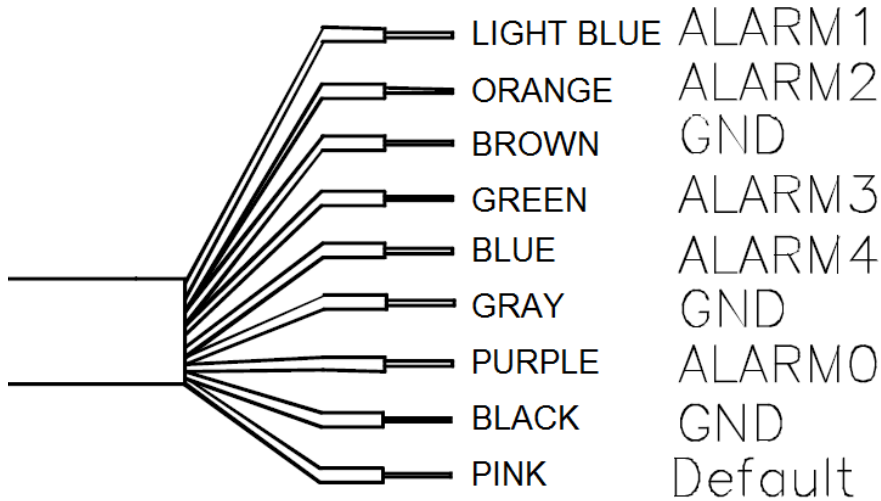 LIGHT BLUE ALARM1
ORANGE ALARM2
BROWN GND
GREEN ALARM3
BLUE ALARM4
GRAY GND
PURPLE ALARM0
BLACK GND
PINK Default